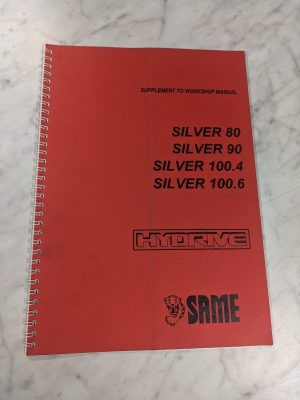 SUPPLEMENT TO WORKSHOP MANUAL
SILVER 80
SILVER 90
SILVER 100.4
SILVER 100.6
HYDRIVE
SAME